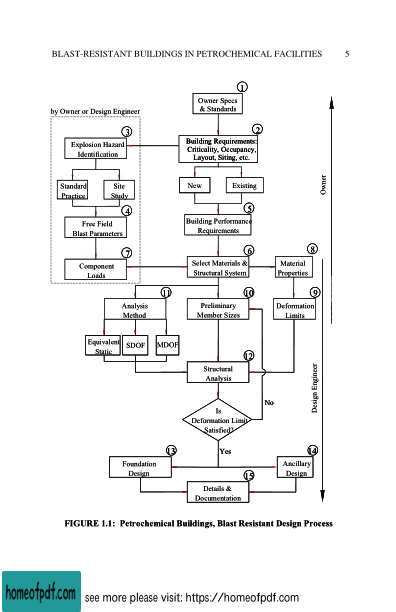 BLAST-RESISTANT BUILDINGS IN PETROCHEMICAL FACILITIES 5
1
Owner Specs
& Standards
by Owner or Design Engineer
3
Explosion Hazard
Identification
2
Building Requirements:
Criticality, Occupancy,
Layout, Siting, etc.
Owner
Standard
Practice
Site
Study
New
Existing
4
Free Field
Blast Parameters
5
Building Performance
Requirements
7
Component
Loads
6
Select Materials &
Structural System
8
Material
Properties
11
Analysis
Method
10
Preliminary
Member Sizes
9
Deformation
Limits
Equivalent
Static
SDOF
MDOF
12
Structural
Analysis
Design Engineer
Is
Deformation Limit
Satisfied?
No
Yes
13
Foundation
Design
14
Ancillary
Design
15
Details &
Documentation
FIGURE 1.1: Petrochemical Buildings, Blast Resistant Design Process
homeofpdf.com
see more please visit: https://homeofpdf.com